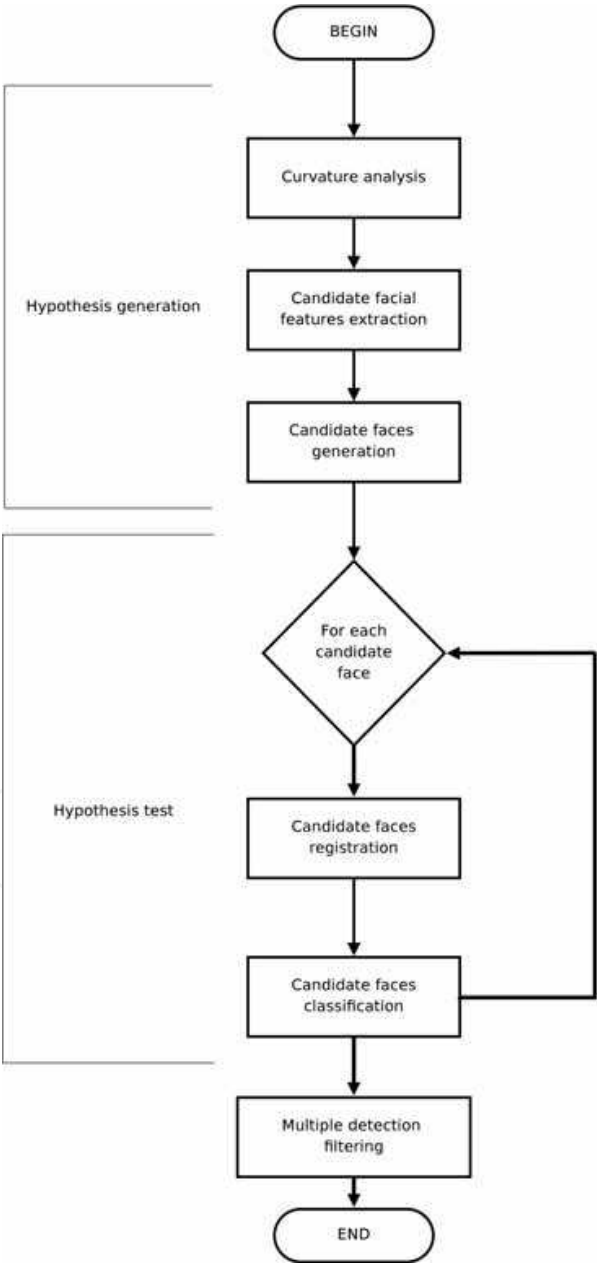 BEGIN
Curvature analysis
Hypothesis generation
Candidate facial
features extraction
Candidate faces
generation
For each
candidate
face
Hypothesis test
Candidate faces
registration
Candidate faces
classification
Multiple detection
filtering
END